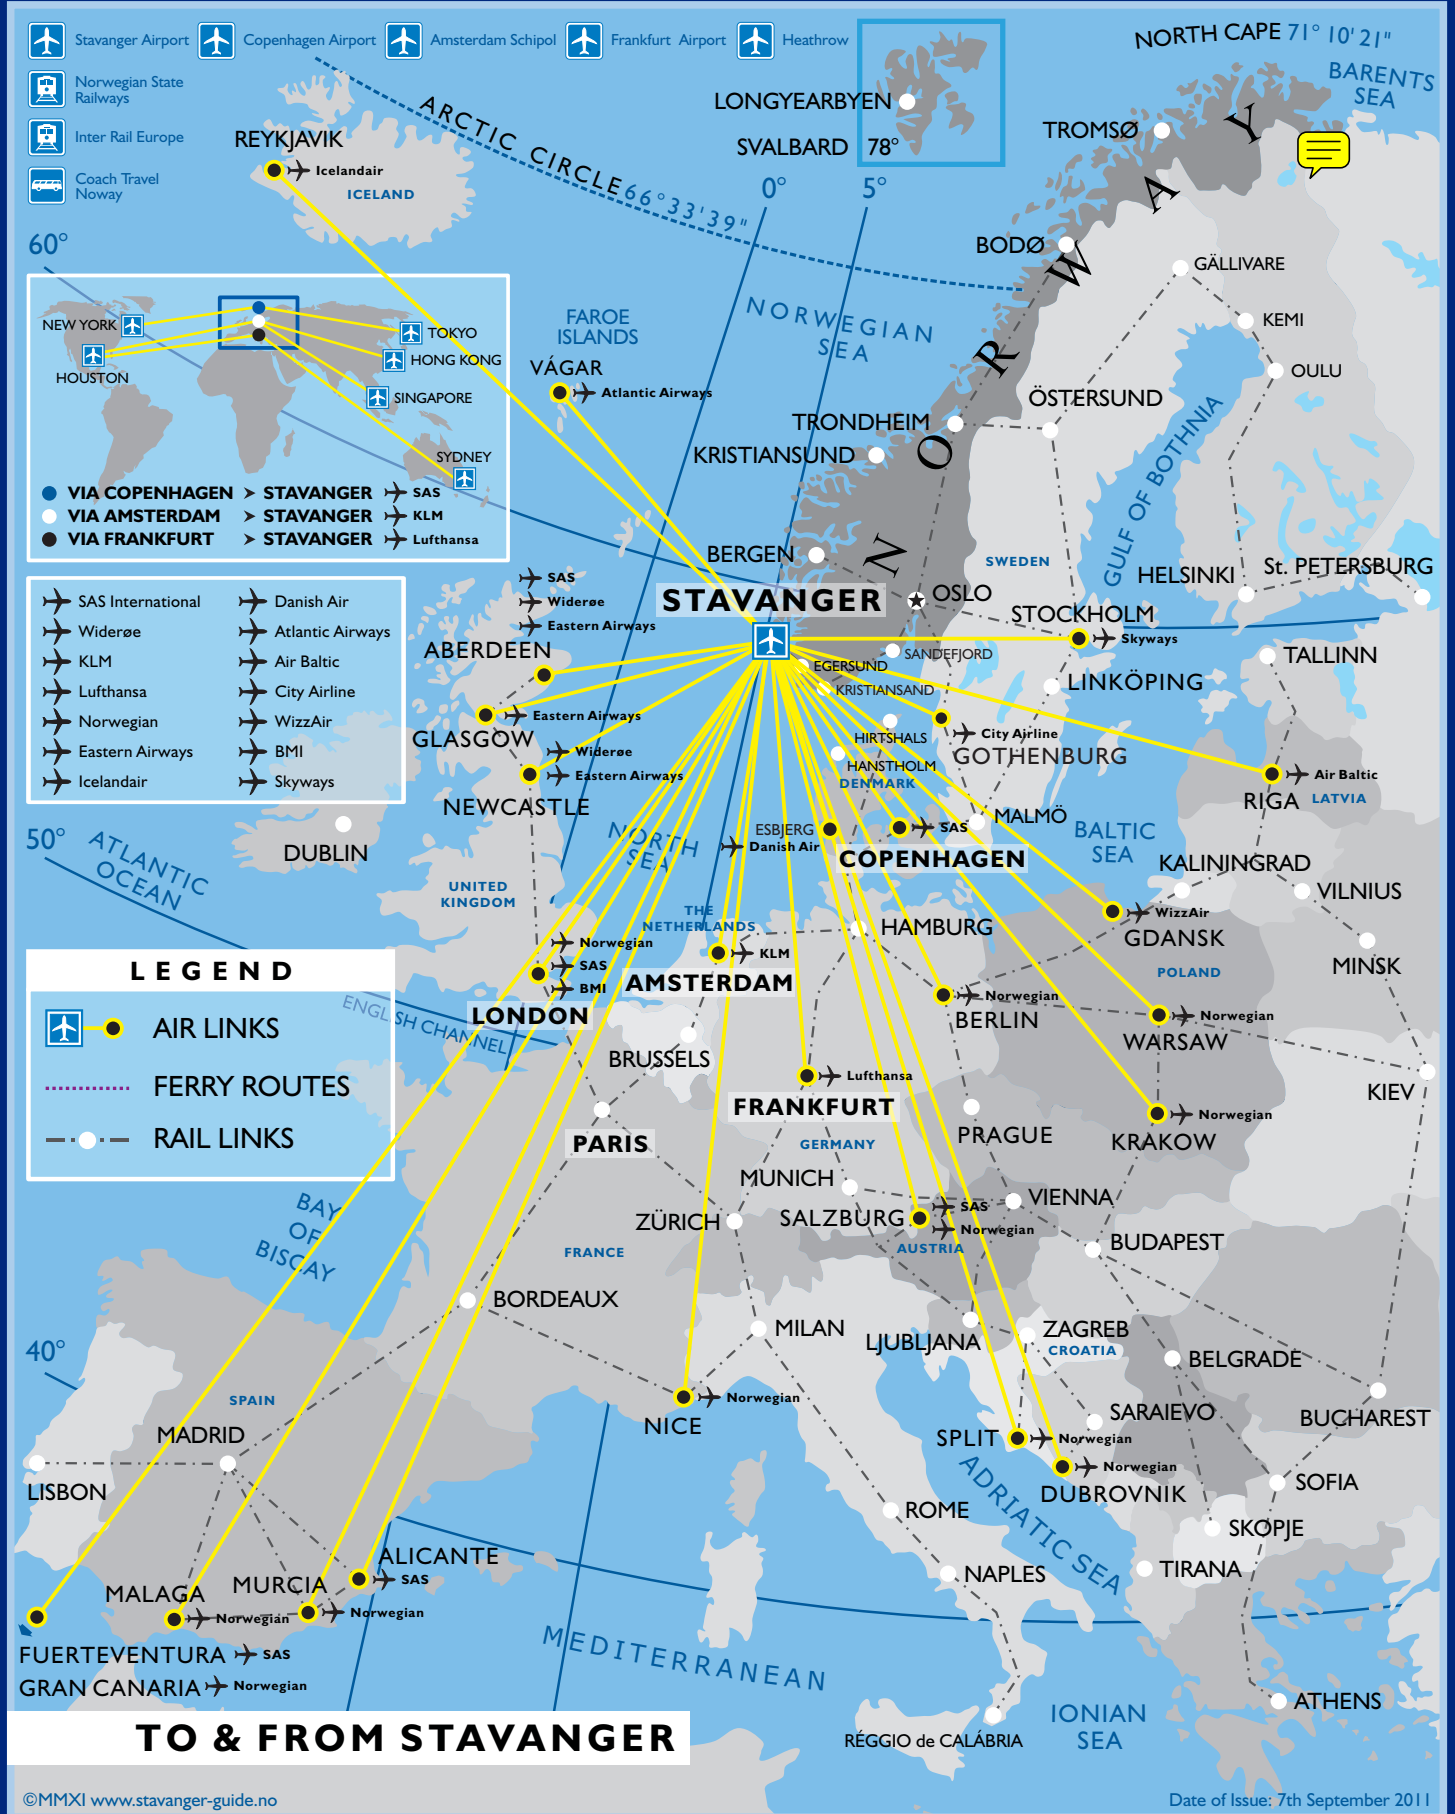 Stavanger Airport
Copenhagen Airport
Amsterdam Schipol
Frankfurt Airport
Heathrow
Norwegian State
Railways
Inter Rail Europe
Coach Travel
Noway
NORTH CAPE 71° 10'21"
BARENTS
SEA
LONGYEARBYEN
SVALBARD 78°
TROMSØ
ARCTIC CIRCLE 66°33'39"
REYKJAVIK
Icelandair
ICELAND
0°
5°
60°
NORWAY
BODØ
GÄLLIVARE
KEMI
OULU
NORWEGIAN
SEA
FAROE
ISLANDS
VÁGAR
Atlantic Airways
NEW YORK
HOUSTON
TOKYO
HONG KONG
SINGAPORE
SYDNEY
VIA COPENHAGEN > STAVANGER SAS
VIA AMSTERDAM > STAVANGER KLM
VIA FRANKFURT > STAVANGER Lufthansa
ÖSTERSUND
TRONDHEIM
KRISTIANSUND
GULF OF BOTHNIA
BERGEN
SWEDEN
HELSINKI
St. PETERSBURG
STAVANGER
OSLO
STOCKHOLM
Skyways
SAS International
Widerøe
KLM
Lufthansa
Norwegian
Eastern Airways
Icelandair
Danish Air
Atlantic Airways
Air Baltic
City Airline
WizzAir
BMI
Skyways
SAS
Widerøe
Eastern Airways
ABERDEEN
Eastern Airways
GLASGOW
Widerøe
Eastern Airways
NEWCASTLE
EGERSUND
SANDEFJORD
KRISTIANSAND
TALLINN
LINKÖPING
HIRTSHALS
HANSTHOLM
DENMARK
City Airline
GOTHENBURG
Air Baltic
RIGA
LATVIA
50°
ATLANTIC
OCEAN
DUBLIN
UNITED
KINGDOM
NORTH
SEA
ESBJERG
Danish Air
SAS
COPENHAGEN
MALMÖ
BALTIC
SEA
KALININGRAD
VILNIUS
WizzAir
GDANSK
MINSK
THE
NETHERLANDS
HAMBURG
KLM
AMSTERDAM
Norwegian
SAS
BMI
LONDON
ENGLISH CHANNEL
POLAND
Norwegian
BERLIN
Norwegian
WARSAW
KIEV
LEGEND
AIR LINKS
FERRY ROUTES
RAIL LINKS
BRUSSELS
Lufthansa
FRANKFURT
GERMANY
PARIS
PRAGUE
Norwegian
KRAKOW
MUNICH
ZÜRICH
SALZBURG
SAS
Norwegian
AUSTRIA
VIENNA
BUDAPEST
BAY
OF
BISCAY
FRANCE
BORDEAUX
MILAN
LJUBLJANA
ZAGREB
CROATIA
BELGRADE
40°
SPAIN
MADRID
LISBON
Norwegian
NICE
SARAIEVO
BUCHAREST
SPLIT
Norwegian
Norwegian
DUBROVNIK
SOFIA
ADRIATIC SEA
ROME
SKOPJE
TIRANA
NAPLES
ALICANTE
SAS
MURCIA
Norwegian
MALAGA
Norwegian
FUERTEVENTURA SAS
GRAN CANARIA Norwegian
MEDITERRANEAN
IONIAN
SEA
ATHENS
RÉGGIO de CALÁBRIA
TO & FROM STAVANGER
©MMXI www.stavanger-guide.no
Date of Issue: 7th September 2011